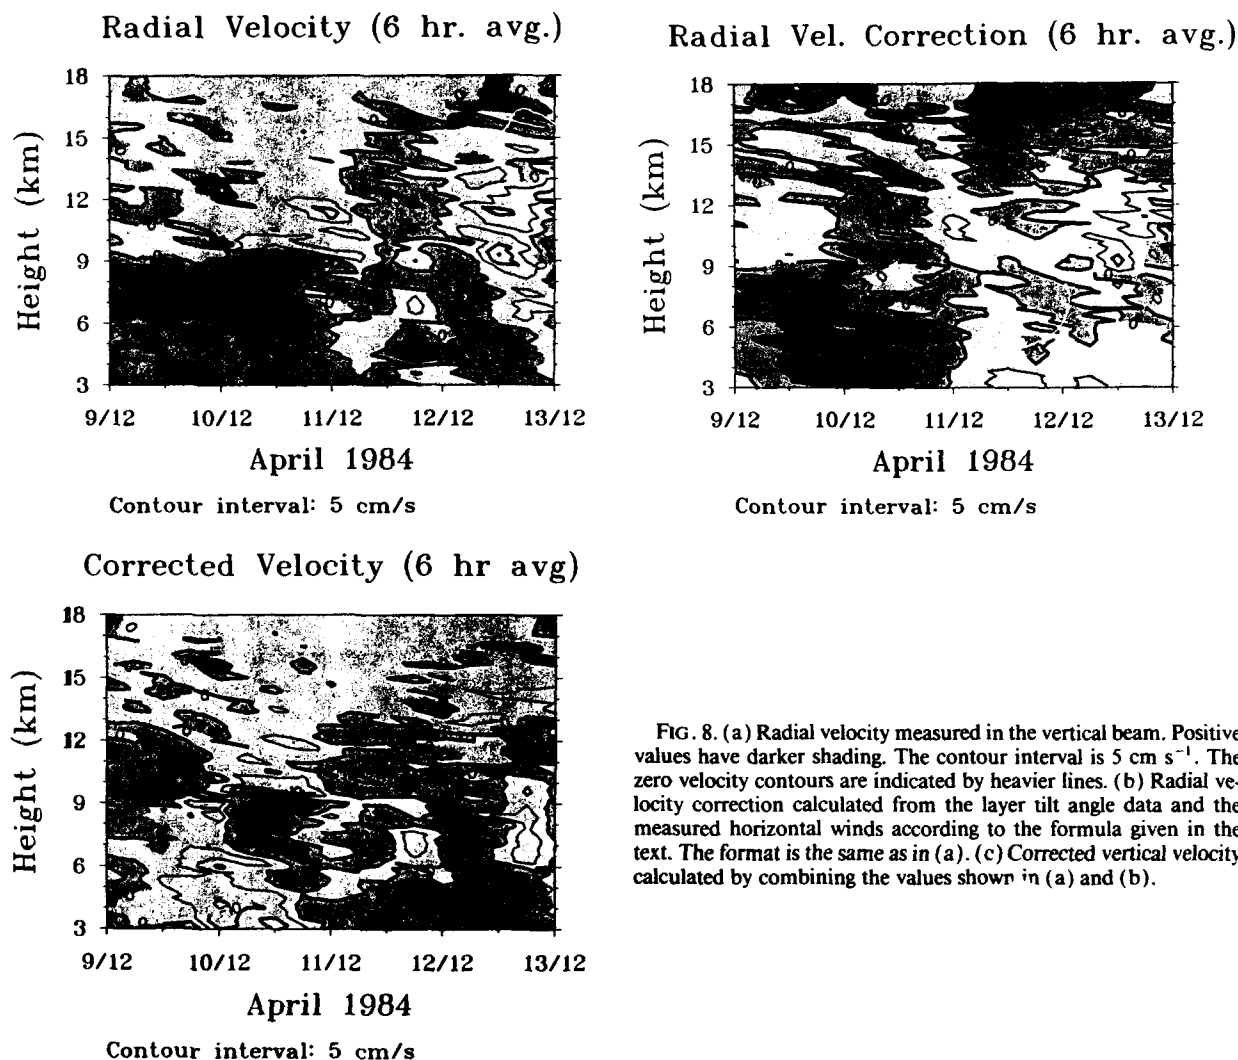 Radial Velocity (6 hr. avg.)
Height (km)
18
15
12
9
6
3
9/12 10/12 11/12 12/12 13/12
April 1984
Contour interval: 5 cm/s
Radial Vel. Correction (6 hr. avg.)
Height (km)
18
15
12
9
6
3
9/12 10/12 11/12 12/12 13/12
April 1984
Contour interval: 5 cm/s
Corrected Velocity (6 hr avg)
Height (km)
18
15
12
9
6
3
9/12 10/12 11/12 12/12 13/12
April 1984
Contour interval: 5 cm/s
FIG. 8. (a) Radial velocity measured in the vertical beam. Positive
values have darker shading. The contour interval is 5 cm s⁻¹. The
zero velocity contours are indicated by heavier lines. (b) Radial ve-
locity correction calculated from the layer tilt angle data and the
measured horizontal winds according to the formula given in the
text. The format is the same as in (a). (c) Corrected vertical velocity
calculated by combining the values shown in (a) and (b).